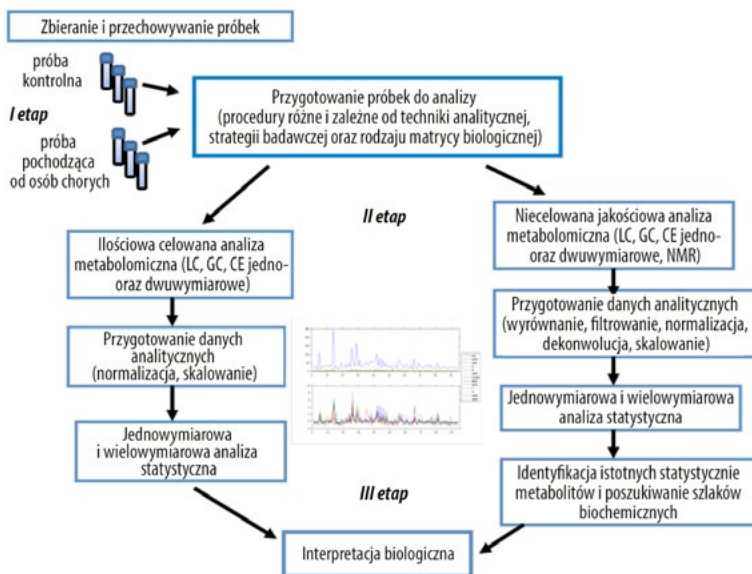 Zbieranie i przechowywanie próbek
próba
kontrolna
I etap
próba
pochodząca
od osób chorych
Przygotowanie próbek do analizy
(procedury różne i zależne od techniki analitycznej,
strategii badawczej oraz rodzaju matrycy biologicznej)
II etap
Ilościowa celowana analiza
metabolomiczna (LC, GC, CE jedno-
oraz dwuwymiarowe)
Przygotowanie danych
analitycznych
(normalizacja, skalowanie)
Jednowymiarowa
i wielowymiarowa analiza
statystyczna
Niecelowana jakościowa analiza
metabolomiczna (LC, GC, CE jedno-
oraz dwuwymiarowe, NMR)
Przygotowanie danych analitycznych
(wyrównanie, filtrowanie, normalizacja,
dekonwolucja, skalowanie)
Jednowymiarowa i wielowymiarowa
analiza statystyczna
Identyfikacja istotnych statystycznie
metabolitów i poszukiwanie szlaków
biochemicznych
III etap
Interpretacja biologiczna